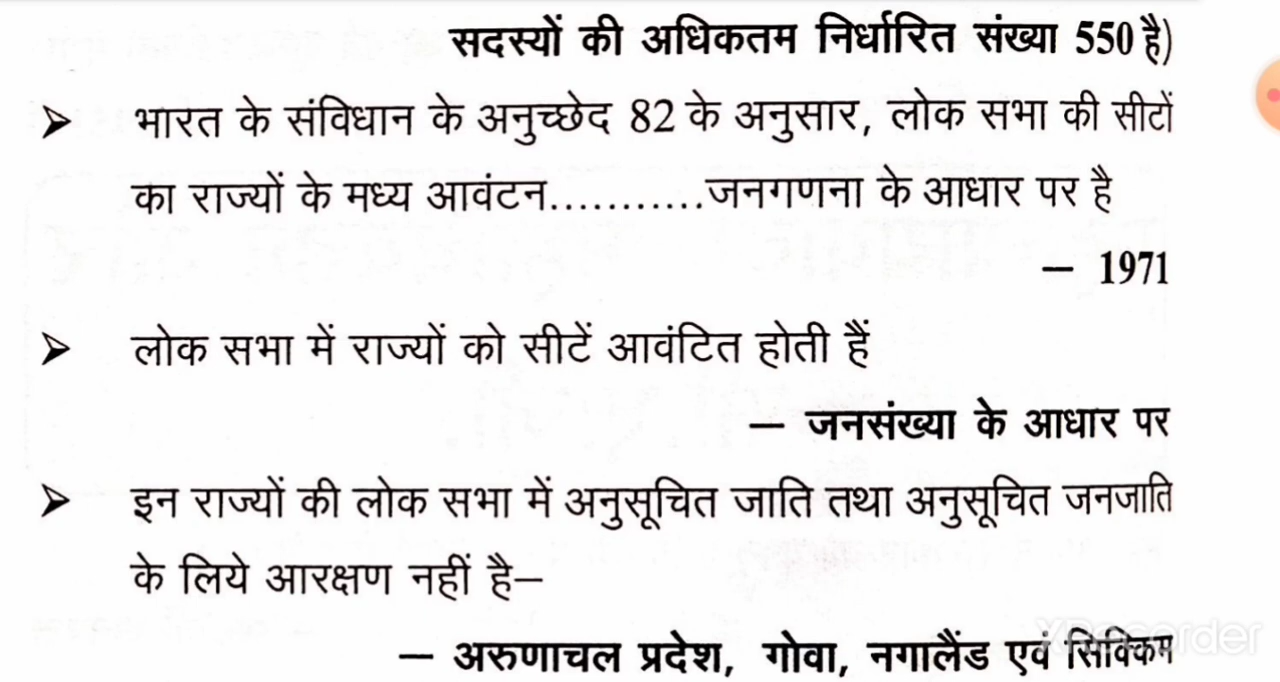 सदस्यों की अधिकतम निर्धारित संख्या 550 है)
➢ भारत के संविधान के अनुच्छेद 82 के अनुसार, लोक सभा की सीटों
का राज्यों के मध्य आवंटन...........जनगणना के आधार पर है
– 1971
➢ लोक सभा में राज्यों को सीटें आवंटित होती हैं
– जनसंख्या के आधार पर
➢ इन राज्यों की लोक सभा में अनुसूचित जाति तथा अनुसूचित जनजाति
के लिये आरक्षण नहीं है–
– अरुणाचल प्रदेश, गोवा, नगालैंड एवं सिक्किम
XRecorder